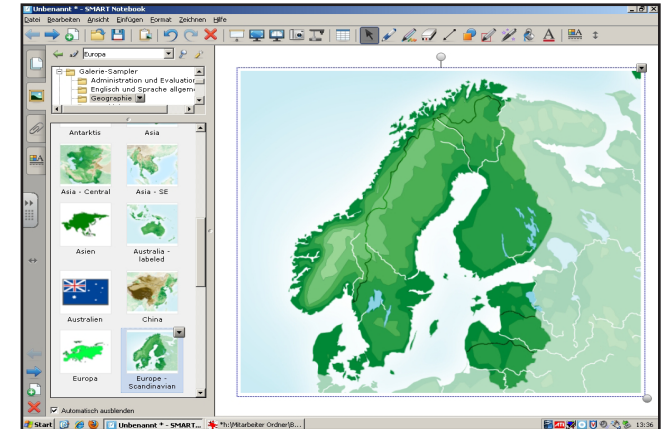 Unbenannt * - SMART Notebook
Datei Bearbeiten Ansicht Einfügen Format Zeichnen Hilfe
Europa
Galerie-Sampler
Administration und Evaluation
Englisch und Sprache allgem
Geographie
Antarktis Asia
Asia - Central Asia - SE
Asien Australia - labeled
Australien China
Europa Europe - Scandinavian
Automatisch ausblenden
Start Unbenannt * - SMART... *h:\Mitarbeiter Ordner\B... 13:36